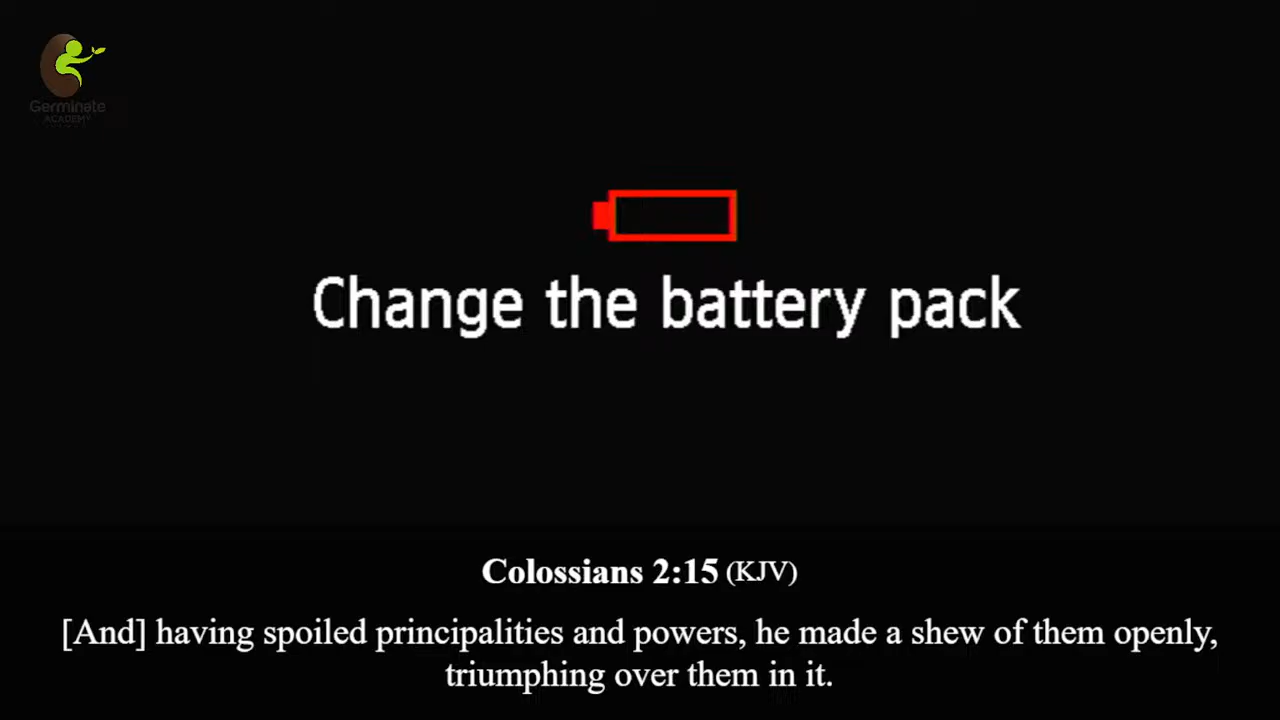 Germinate
ACADEMY
Change the battery pack
Colossians 2:15 (KJV)
[And] having spoiled principalities and powers, he made a shew of them openly,
triumphing over them in it.